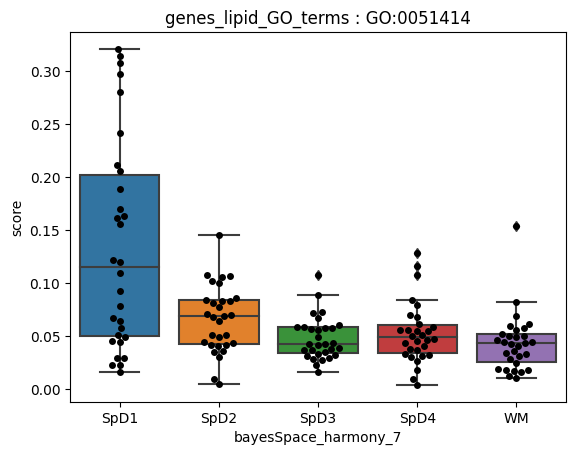 genes_lipid_GO_terms : GO:0051414
score
0.30
0.25
0.20
0.15
0.10
0.05
0.00
SpD1 SpD2 SpD3 SpD4 WM
bayesSpace_harmony_7